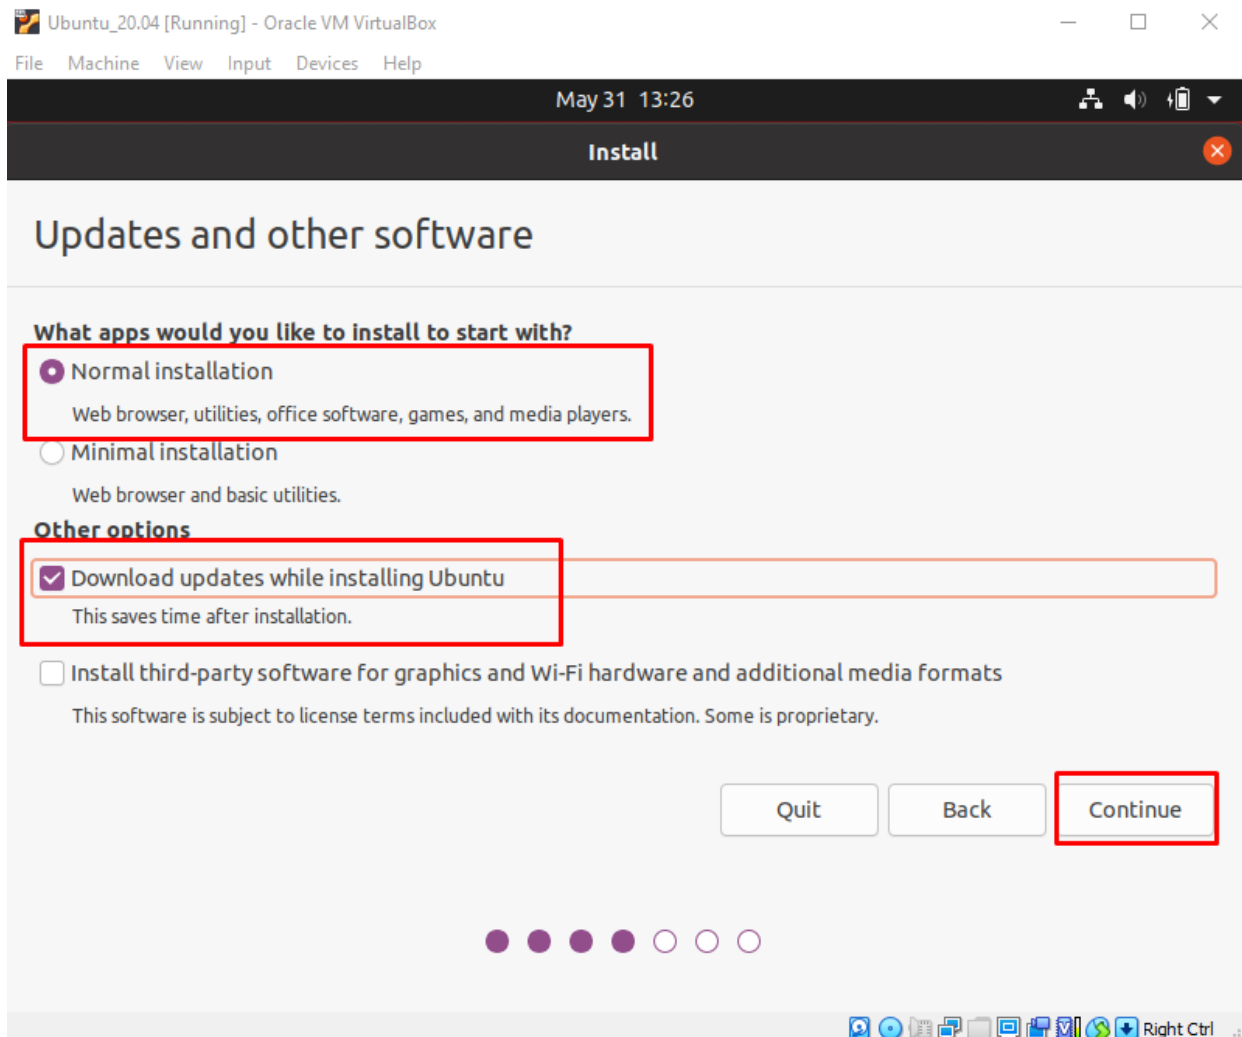 Ubuntu_20.04 [Running] - Oracle VM VirtualBox
File Machine View Input Devices Help
May 31 13:26
Install
Updates and other software
What apps would you like to install to start with?
Normal installation
Web browser, utilities, office software, games, and media players.
Minimal installation
Web browser and basic utilities.
Other options
Download updates while installing Ubuntu
This saves time after installation.
Install third-party software for graphics and Wi-Fi hardware and additional media formats
This software is subject to license terms included with its documentation. Some is proprietary.
Quit Back Continue
Right Ctrl